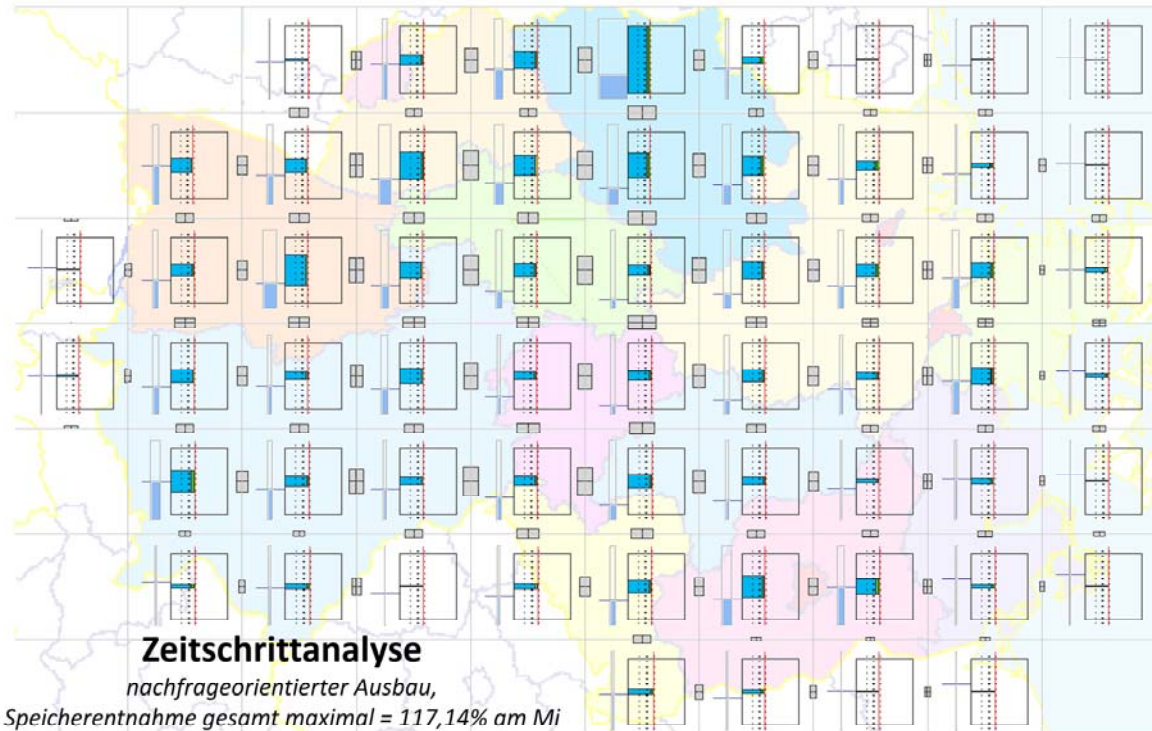 Zeitschrittanalyse
nachfrageorientierter Ausbau,
Speicherentnahme gesamt maximal = 117,14% am Mi